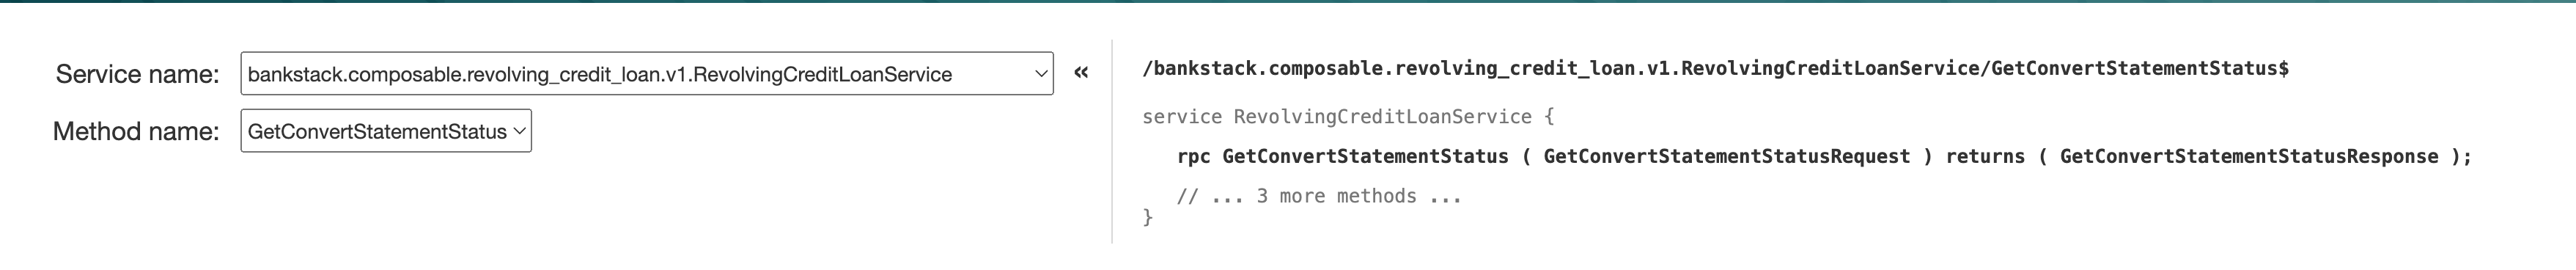 Service name:
bankstack.composable.revolving_credit_loan.v1.RevolvingCreditLoanService
«
Method name:
GetConvertStatementStatus
/bankstack.composable.revolving_credit_loan.v1.RevolvingCreditLoanService/GetConvertStatementStatus$
service RevolvingCreditLoanService {
rpc GetConvertStatementStatus ( GetConvertStatementStatusRequest ) returns ( GetConvertStatementStatusResponse );
// ... 3 more methods ...
}